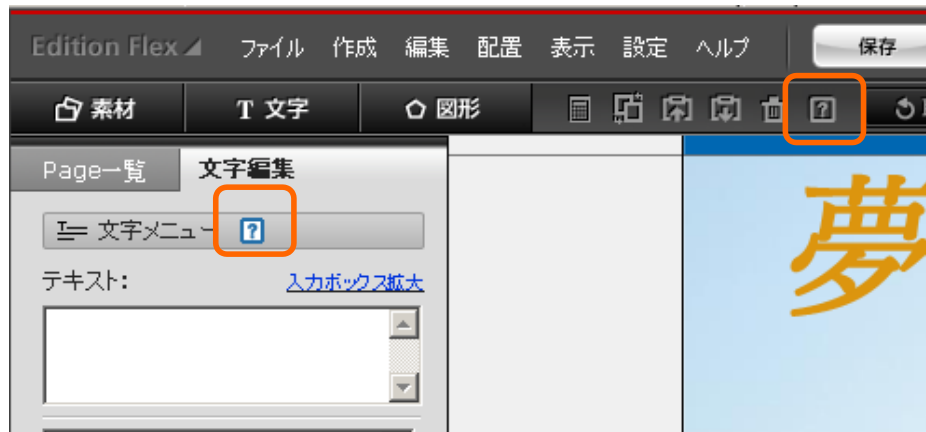 Edition Flex ファイル 作成 編集 配置 表示 設定 ヘルプ 保存
素材 T 文字 図形 ?
Page一覧 文字編集
文字メニュー ?
テキスト: 入力ボックス拡大
夢